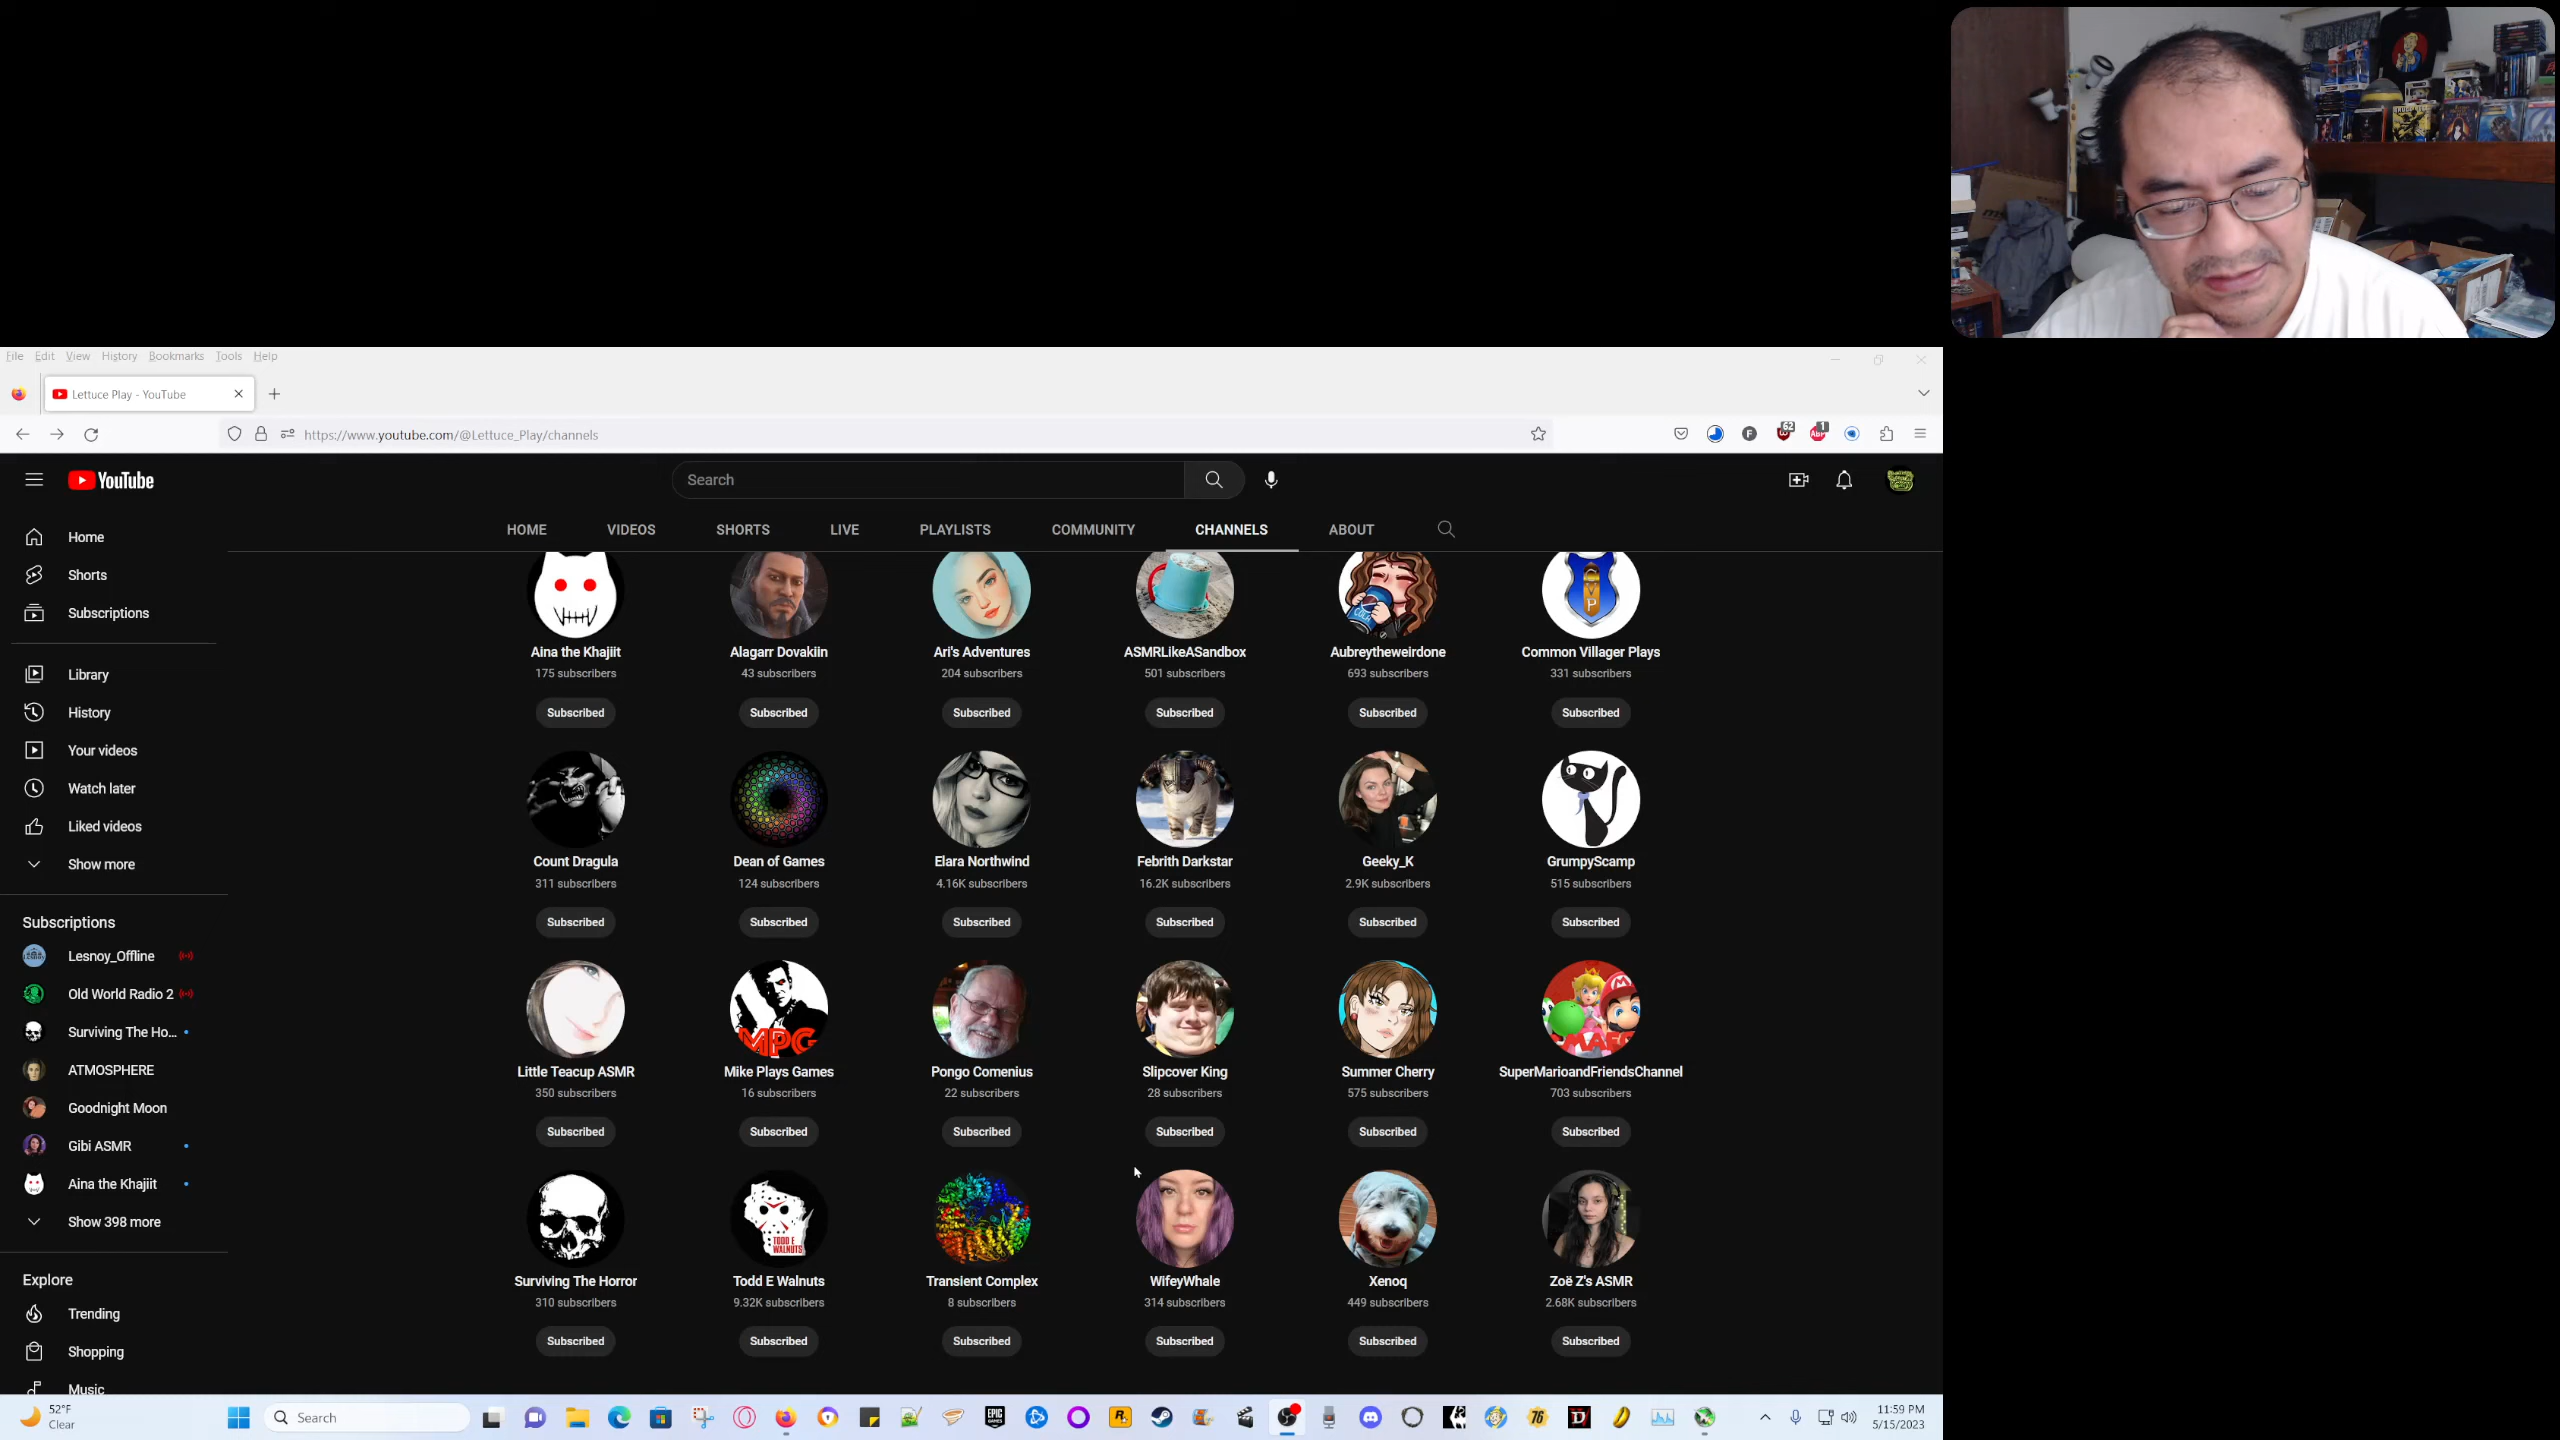 File Edit View History Bookmarks Tools Help
Lettuce Play - YouTube
https://www.youtube.com/@Lettuce_Play/channels
62
1
YouTube
Search
HOME VIDEOS SHORTS LIVE PLAYLISTS COMMUNITY CHANNELS ABOUT
Home
Shorts
Subscriptions
Library
History
Your videos
Watch later
Liked videos
Show more
Subscriptions
Lesnoy_Offline
Old World Radio 2
Surviving The Ho...
ATMOSPHERE
Goodnight Moon
Gibi ASMR
Aina the Khajiit
Show 398 more
Explore
Trending
Shopping
Music
Aina the Khajiit Alagarr Dovakiin Ari's Adventures ASMRLikeASandbox Aubreytheweirdone Common Villager Plays
175 subscribers 43 subscribers 204 subscribers 501 subscribers 693 subscribers 331 subscribers
Subscribed Subscribed Subscribed Subscribed Subscribed Subscribed
Count Dragula Dean of Games Elara Northwind Febrith Darkstar Geeky_K GrumpyScamp
311 subscribers 124 subscribers 4.16K subscribers 16.2K subscribers 2.9K subscribers 515 subscribers
Subscribed Subscribed Subscribed Subscribed Subscribed Subscribed
MPG
Little Teacup ASMR Mike Plays Games Pongo Comenius Slipcover King Summer Cherry SuperMarioandFriendsChannel
350 subscribers 16 subscribers 22 subscribers 28 subscribers 575 subscribers 703 subscribers
Subscribed Subscribed Subscribed Subscribed Subscribed Subscribed
TODD E
WALNUTS
Surviving The Horror Todd E Walnuts Transient Complex WifeyWhale Xenoq Zoë Z's ASMR
310 subscribers 9.32K subscribers 8 subscribers 314 subscribers 449 subscribers 2.68K subscribers
Subscribed Subscribed Subscribed Subscribed Subscribed Subscribed
52°F
Clear
Search
EPIC
76
11:59 PM
5/15/2023